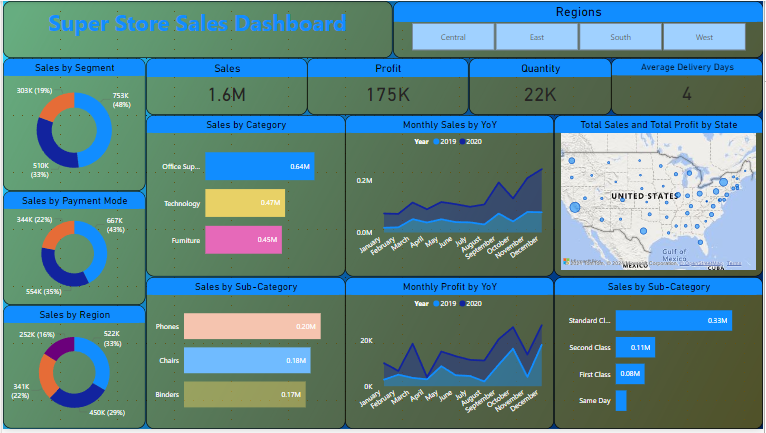 Super Store Sales Dashboard
Regions
Central
East
South
West
Sales by Segment
303K (19%)
753K
(48%)
510K
(33%)
Sales
1.6M
Profit
175K
Quantity
22K
Average Delivery Days
4
Sales by Category
Office Sup...
0.64M
Technology
0.47M
Furniture
0.45M
Monthly Sales by YoY
Year 2019 2020
0.2M
0.0M
January
February
March
April
May
June
July
August
September
October
November
December
Total Sales and Total Profit by State
UNITED STATES
Gulf of
Mexico
MEXICO
CUBA
Sales by Payment Mode
344K (22%)
667K
(43%)
554K (35%)
Sales by Region
252K (16%)
522K
(33%)
341K
(22%)
450K (29%)
Sales by Sub-Category
Phones
0.20M
Chairs
0.18M
Binders
0.17M
Monthly Profit by YoY
Year 2019 2020
20K
0K
January
February
March
April
May
June
July
August
September
October
November
December
Sales by Sub-Category
Standard Cl...
0.33M
Second Class
0.11M
First Class
0.08M
Same Day